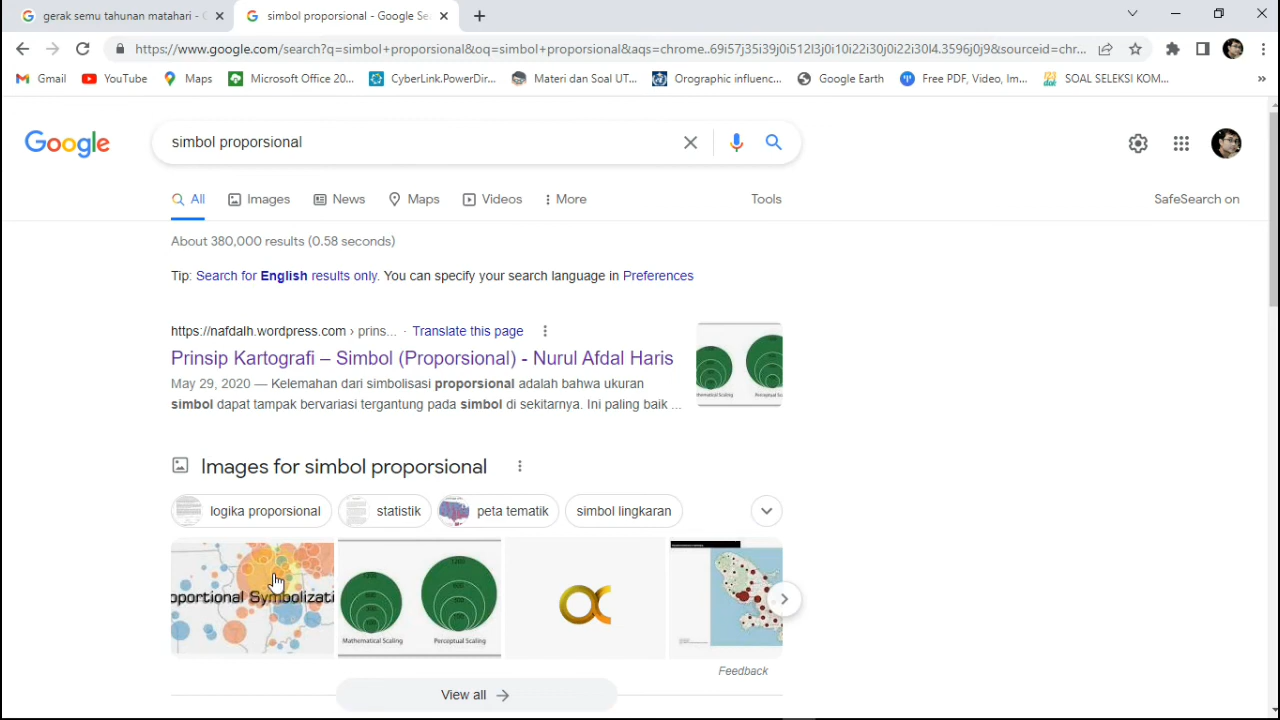 gerak semu tahunan matahari - G
simbol proporsional - Google Se
https://www.google.com/search?q=simbol+proporsional&oq=simbol+proporsional&aqs=chrome..69i57j35i39j0i512l3j0i10i22i30j0i22i30l4.3596j0j9&sourceid=chr...
Gmail YouTube Maps Microsoft Office 20... CyberLink.PowerDir... Materi dan Soal UT... Orographic influenc... Google Earth Free PDF, Video, Im... SOAL SELEKSI KOM... »
Google
simbol proporsional
All Images News Maps Videos More Tools SafeSearch on
About 380,000 results (0.58 seconds)
Tip: Search for English results only. You can specify your search language in Preferences
https://nafdalh.wordpress.com › prins... · Translate this page
Prinsip Kartografi – Simbol (Proporsional) - Nurul Afdal Haris
May 29, 2020 — Kelemahan dari simbolisasi proporsional adalah bahwa ukuran
simbol dapat tampak bervariasi tergantung pada simbol di sekitarnya. Ini paling baik ...
Images for simbol proporsional
logika proporsional statistik peta tematik simbol lingkaran
oportional Symbolizati
Mathematical Scaling Perceptual Scaling
Feedback
View all